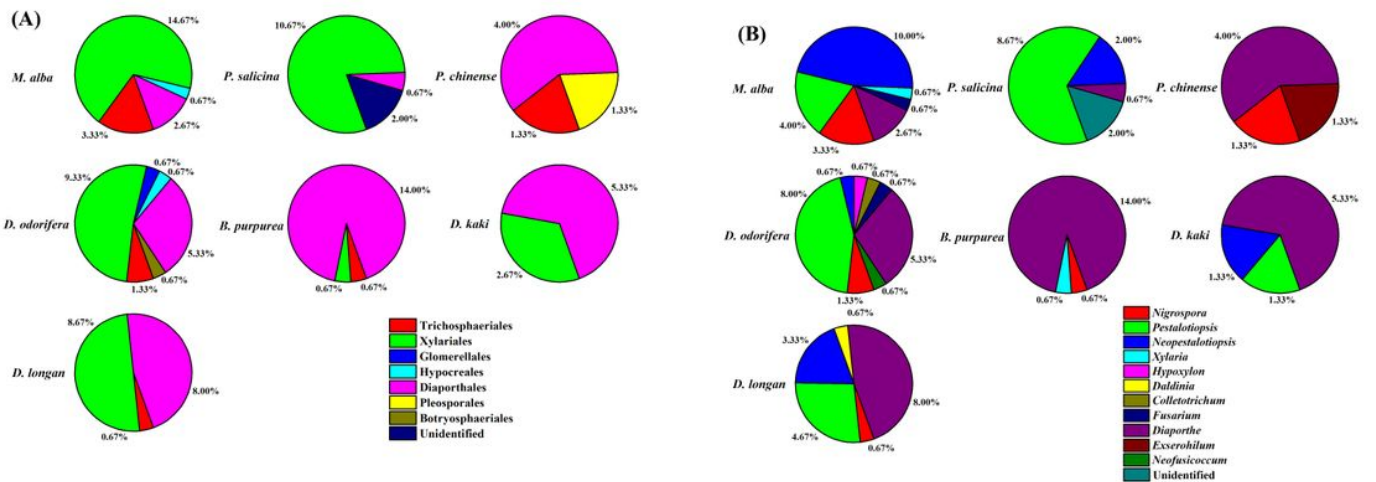 (A)
14.67%
M. alba
0.67%
2.67%
3.33%
10.67%
P. salicina
0.67%
2.00%
4.00%
P. chinense
1.33%
1.33%
9.33%
0.67%
0.67%
D. odorifera
5.33%
0.67%
1.33%
14.00%
B. purpurea
0.67%
0.67%
5.33%
D. kaki
2.67%
8.67%
D. longan
8.00%
0.67%
Trichosphaeriales
Xylariales
Glomerellales
Hypocreales
Diaporthales
Pleosporales
Botryosphaeriales
Unidentified
(B)
10.00%
M. alba
0.67%
0.67%
2.67%
4.00%
3.33%
8.67%
2.00%
P. salicina
0.67%
2.00%
4.00%
P. chinense
1.33%
1.33%
0.67%
0.67%
0.67%
0.67%
8.00%
D. odorifera
5.33%
0.67%
1.33%
14.00%
B. purpurea
0.67%
0.67%
5.33%
D. kaki
1.33%
1.33%
0.67%
3.33%
D. longan
8.00%
4.67%
0.67%
Nigrospora
Pestalotiopsis
Neopestalotiopsis
Xylaria
Hypoxylon
Daldinia
Colletotrichum
Fusarium
Diaporthe
Exserohilum
Neofusicoccum
Unidentified